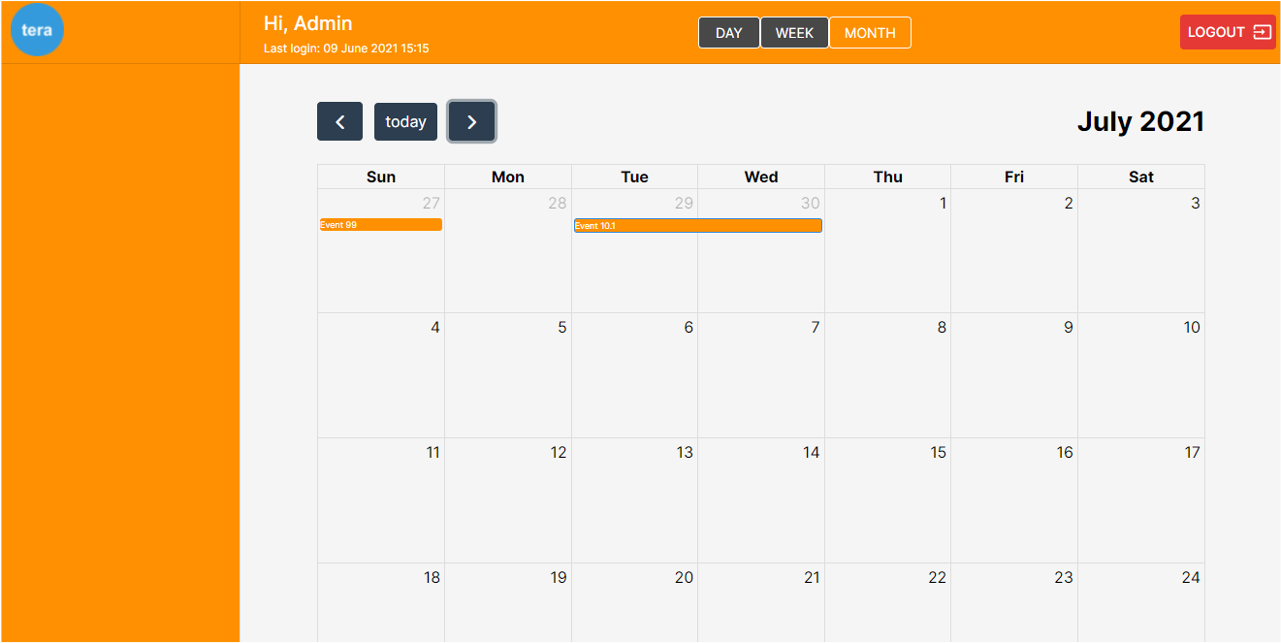 tera
Hi, Admin
Last login: 09 June 2021 15:15
DAY WEEK MONTH
LOGOUT
today
July 2021
Sun Mon Tue Wed Thu Fri Sat
27 28 29 30 1 2 3
Event 99 Event 10.1
4 5 6 7 8 9 10
11 12 13 14 15 16 17
18 19 20 21 22 23 24